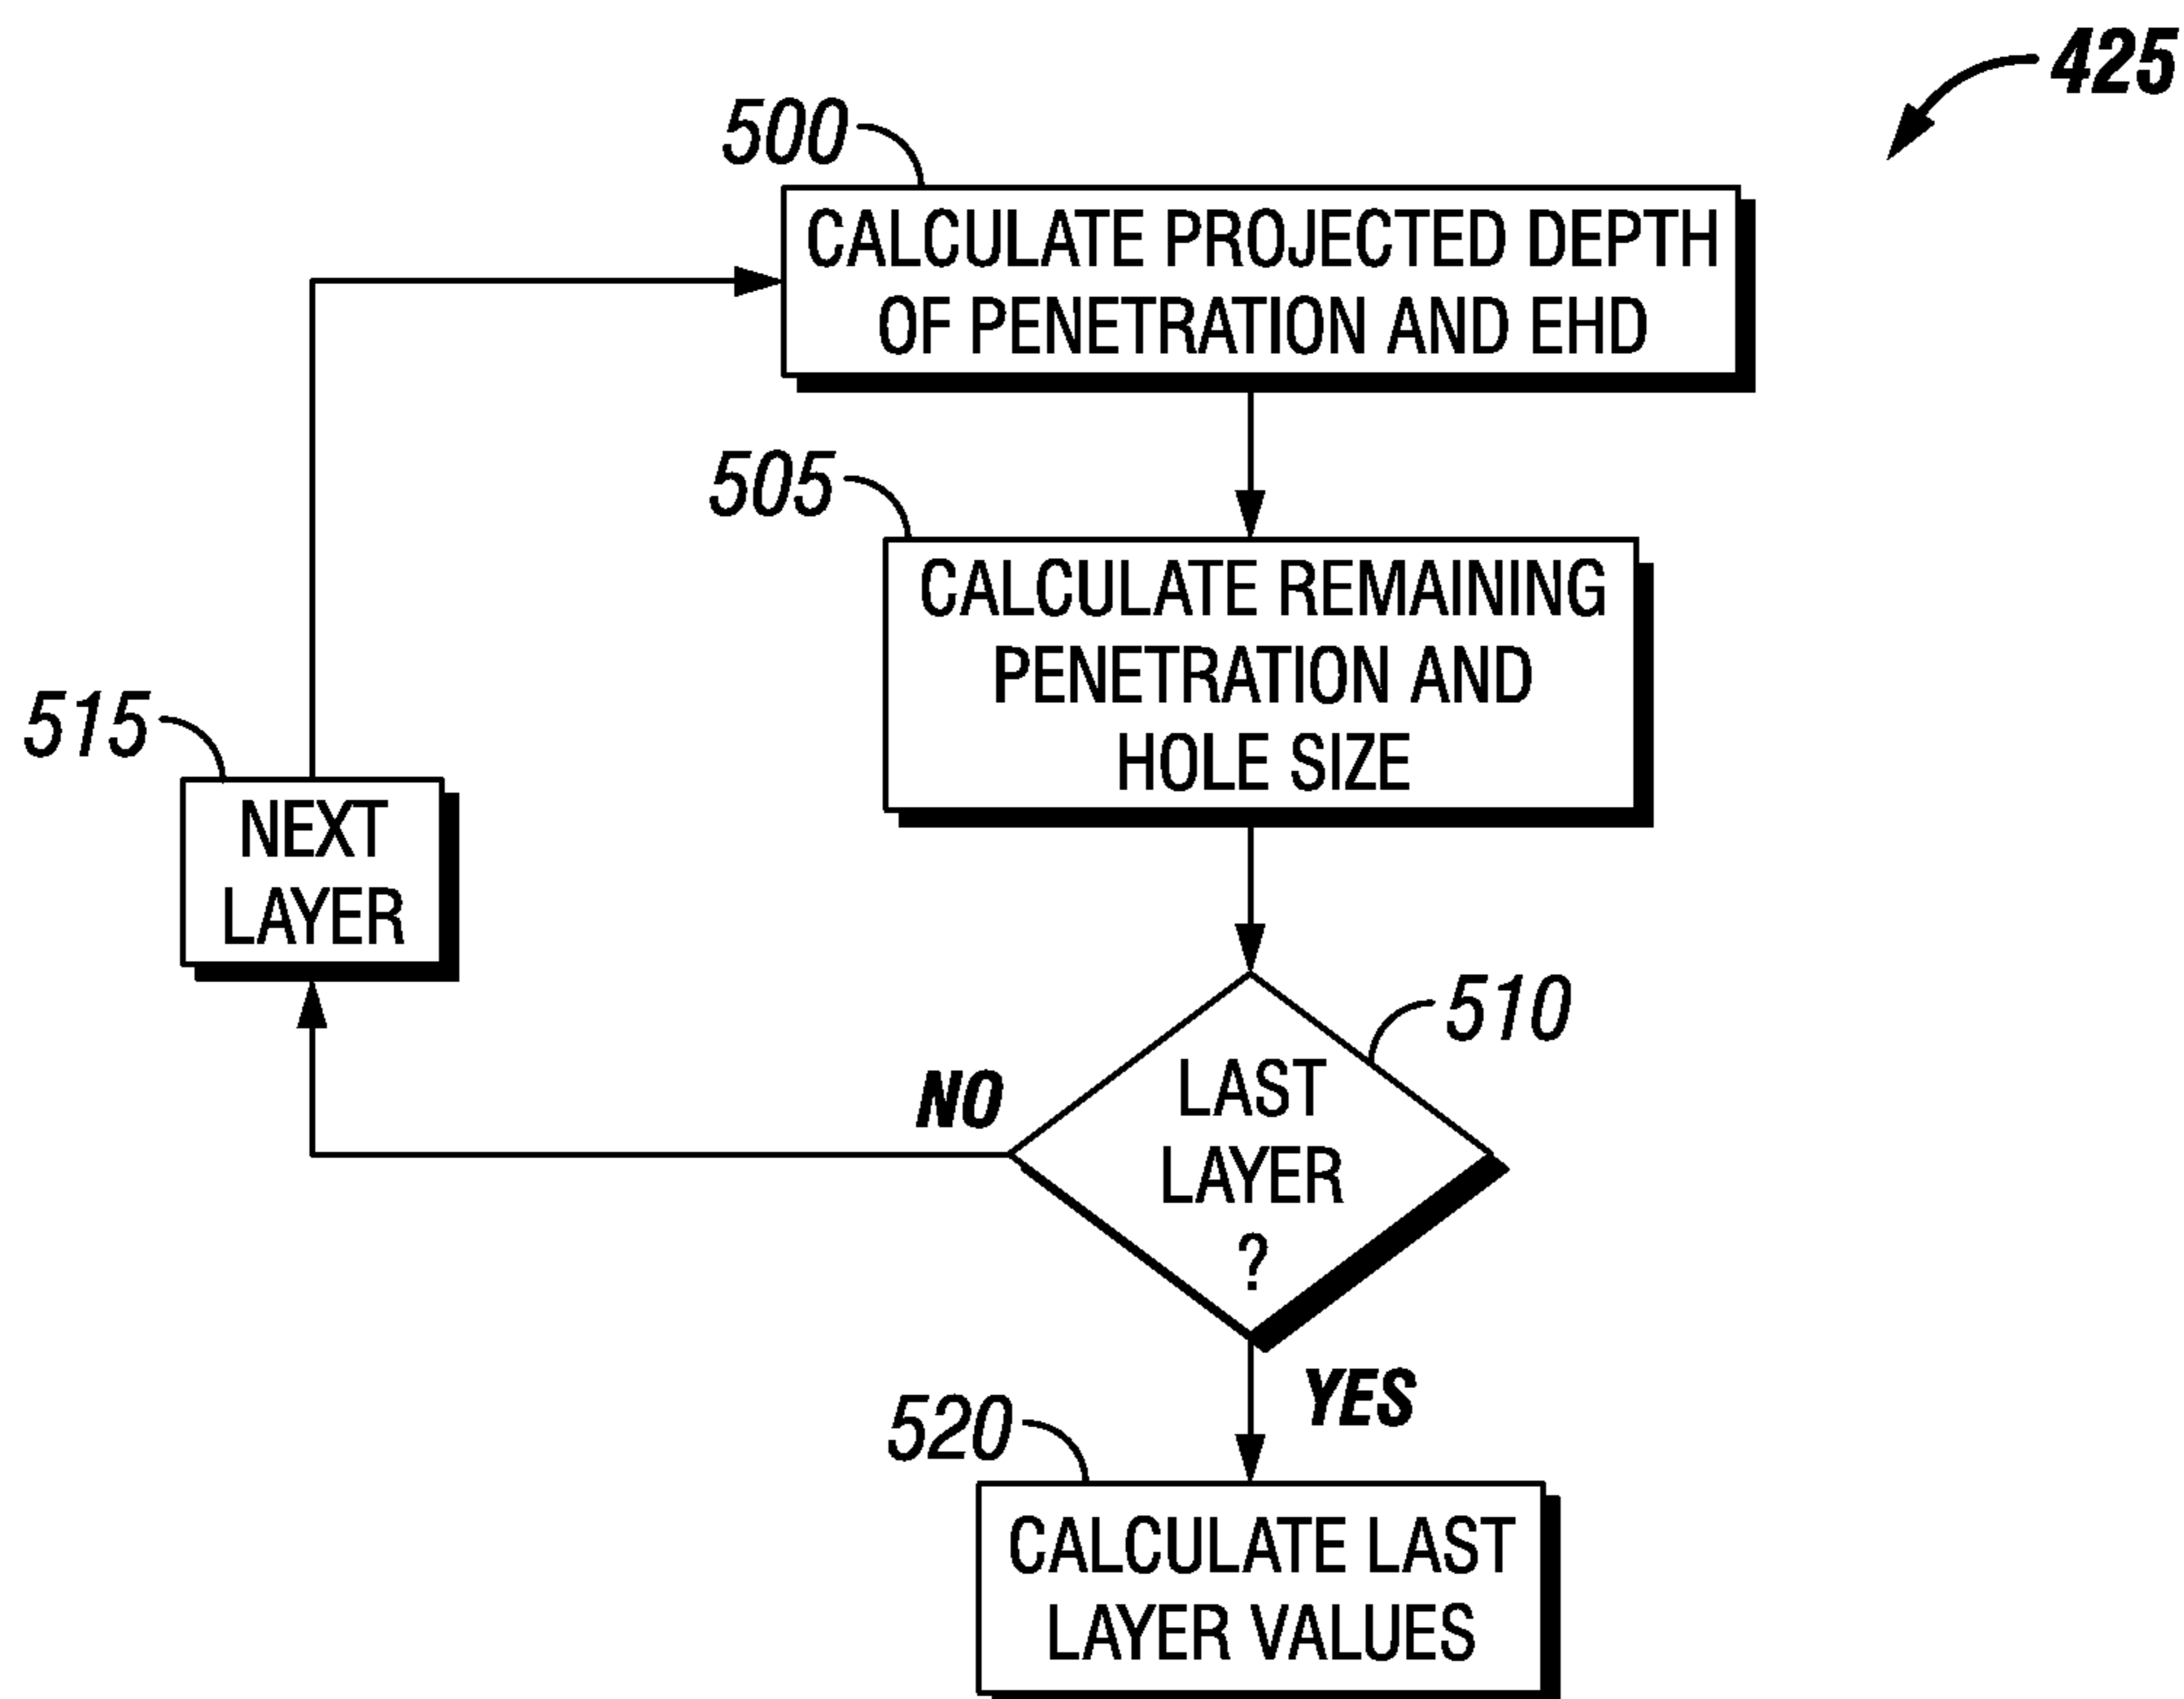 425
500
CALCULATE PROJECTED DEPTH
OF PENETRATION AND EHD
505
CALCULATE REMAINING
PENETRATION AND
HOLE SIZE
515
NEXT
LAYER
510
LAST
LAYER
?
NO
YES
520
CALCULATE LAST
LAYER VALUES